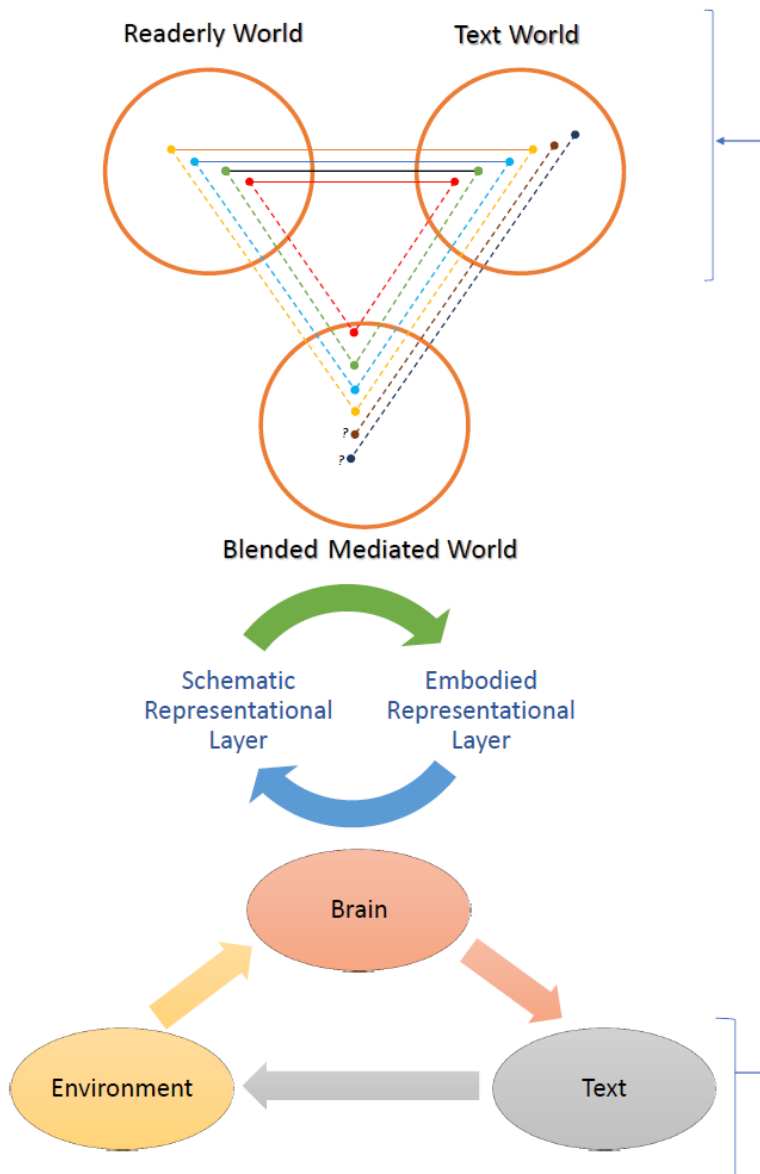 Readerly World
Text World
?
?
Blended Mediated World
Schematic
Representational
Layer
Embodied
Representational
Layer
Brain
Environment
Text